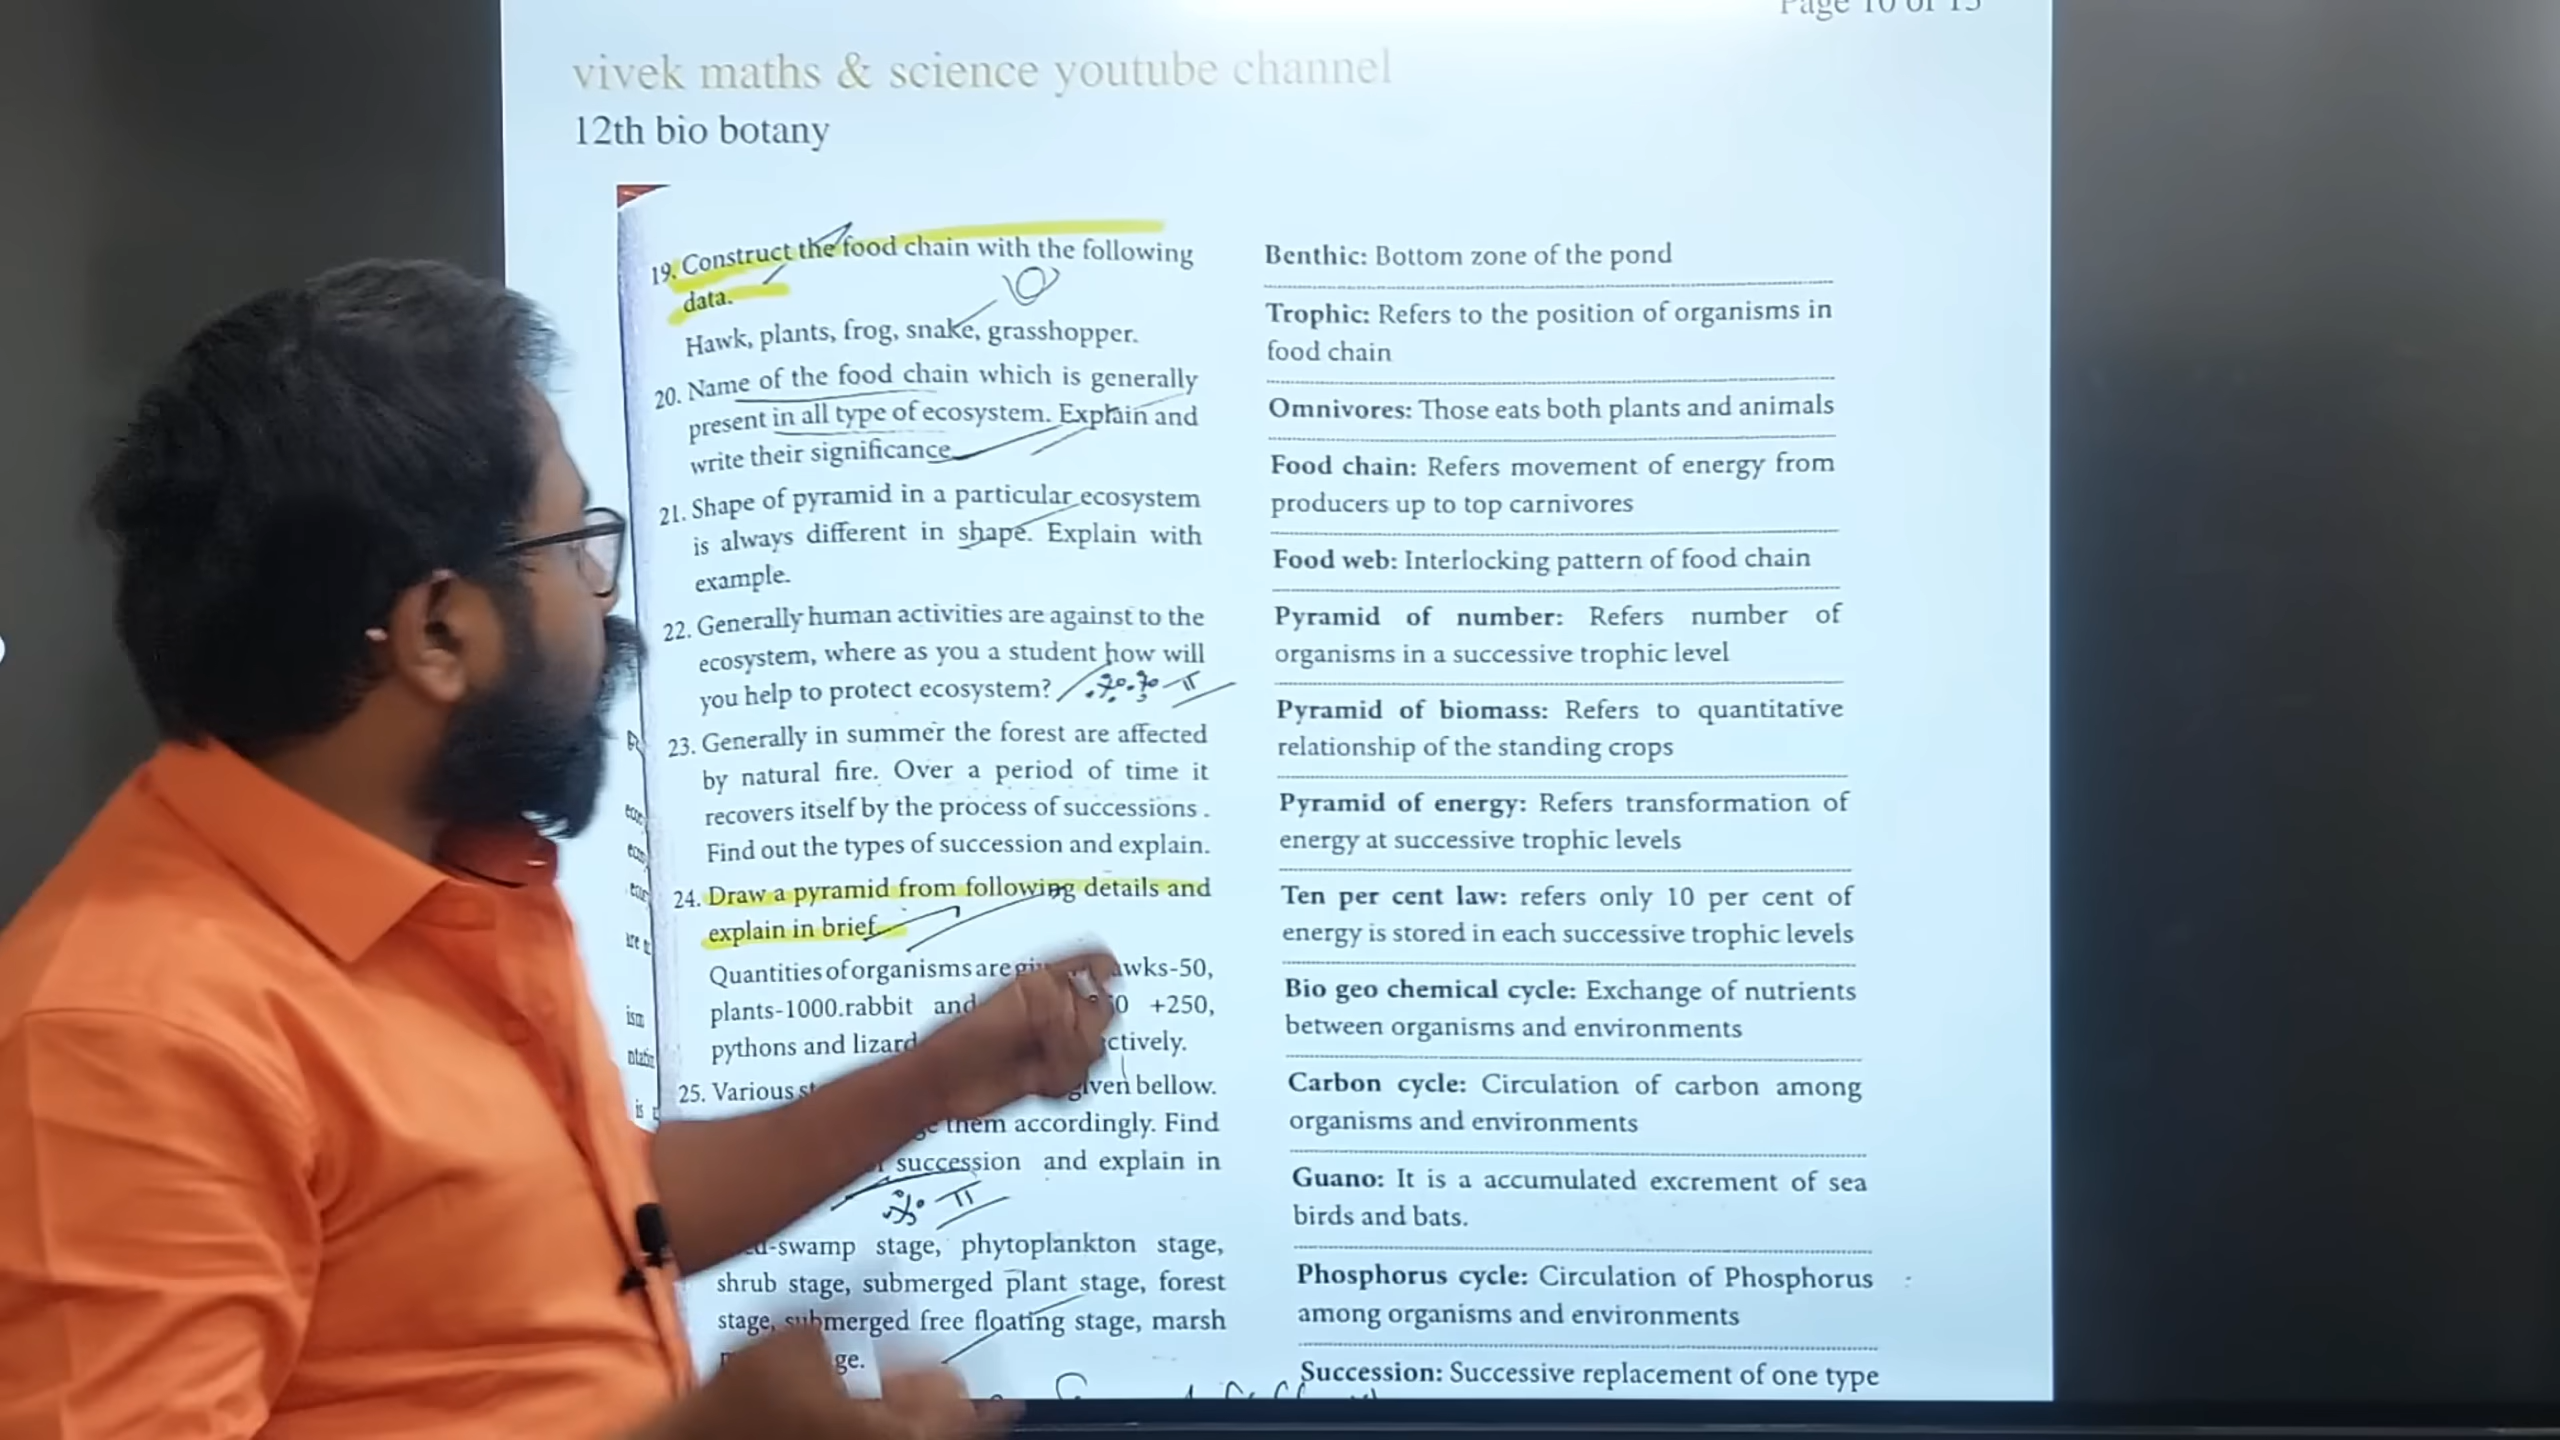 Page 10 of 15
vivek maths & science youtube channel
12th bio botany
19. Construct the food chain with the following
data.
Hawk, plants, frog, snake, grasshopper.
20. Name of the food chain which is generally
present in all type of ecosystem. Explain and
write their significance
21. Shape of pyramid in a particular ecosystem
is always different in shape. Explain with
example.
22. Generally human activities are against to the
ecosystem, where as you a student how will
you help to protect ecosystem?
23. Generally in summer the forest are affected
by natural fire. Over a period of time it
recovers itself by the process of successions .
Find out the types of succession and explain.
24. Draw a pyramid from following details and
explain in brief
Quantities of organisms are awks-50,
plants-1000.rabbit and +250,
pythons and lizard ctively.
25. Various bellow.
them accordingly. Find
succession and explain in
-swamp stage, phytoplankton stage,
shrub stage, submerged plant stage, forest
stage, submerged free floating stage, marsh
ge.
Benthic: Bottom zone of the pond
Trophic: Refers to the position of organisms in
food chain
Omnivores: Those eats both plants and animals
Food chain: Refers movement of energy from
producers up to top carnivores
Food web: Interlocking pattern of food chain
Pyramid of number: Refers number of
organisms in a successive trophic level
Pyramid of biomass: Refers to quantitative
relationship of the standing crops
Pyramid of energy: Refers transformation of
energy at successive trophic levels
Ten per cent law: refers only 10 per cent of
energy is stored in each successive trophic levels
Bio geo chemical cycle: Exchange of nutrients
between organisms and environments
Carbon cycle: Circulation of carbon among
organisms and environments
Guano: It is a accumulated excrement of sea
birds and bats.
Phosphorus cycle: Circulation of Phosphorus
among organisms and environments
Succession: Successive replacement of one type